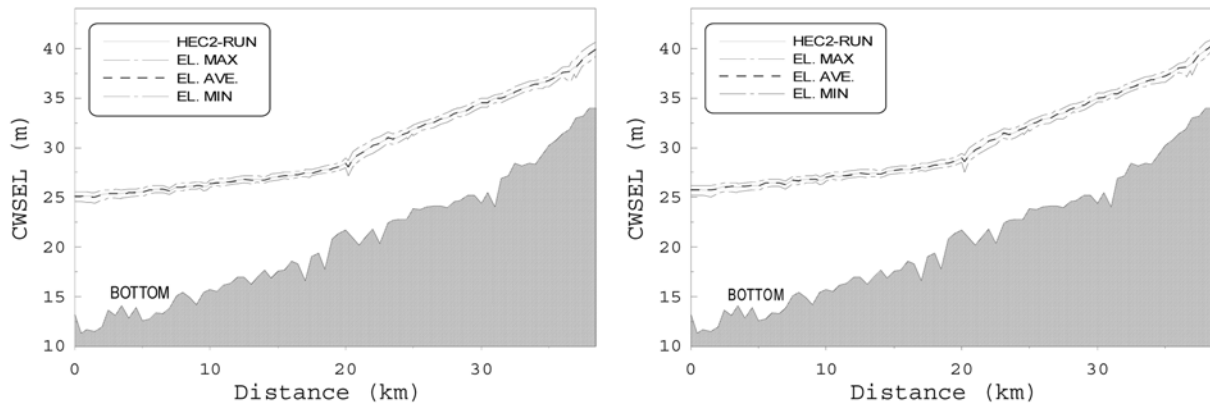 HEC2-RUN
EL. MAX
EL. AVE.
EL. MIN
40
35
30
25
20
15
10
CWSEL (m)
BOTTOM
0
10
20
30
Distance (km)
HEC2-RUN
EL. MAX
EL. AVE.
EL. MIN
40
35
30
25
20
15
10
CWSEL (m)
BOTTOM
0
10
20
30
Distance (km)